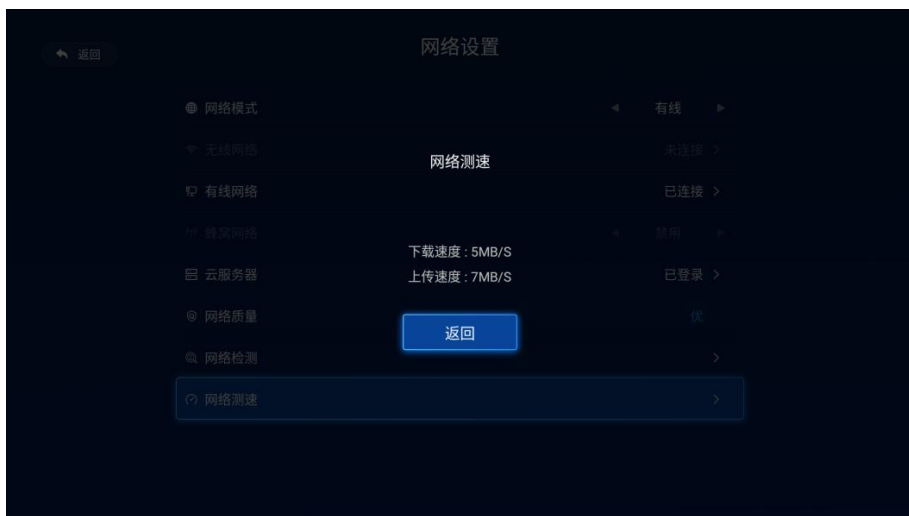 返回
网络设置
网络模式
有线
无线网络
未连接
网络测速
有线网络
已连接
蜂窝网络
禁用
下载速度 : 5MB/S
云服务器
已登录
上传速度 : 7MB/S
网络质量
优
返回
网络检测
网络测速